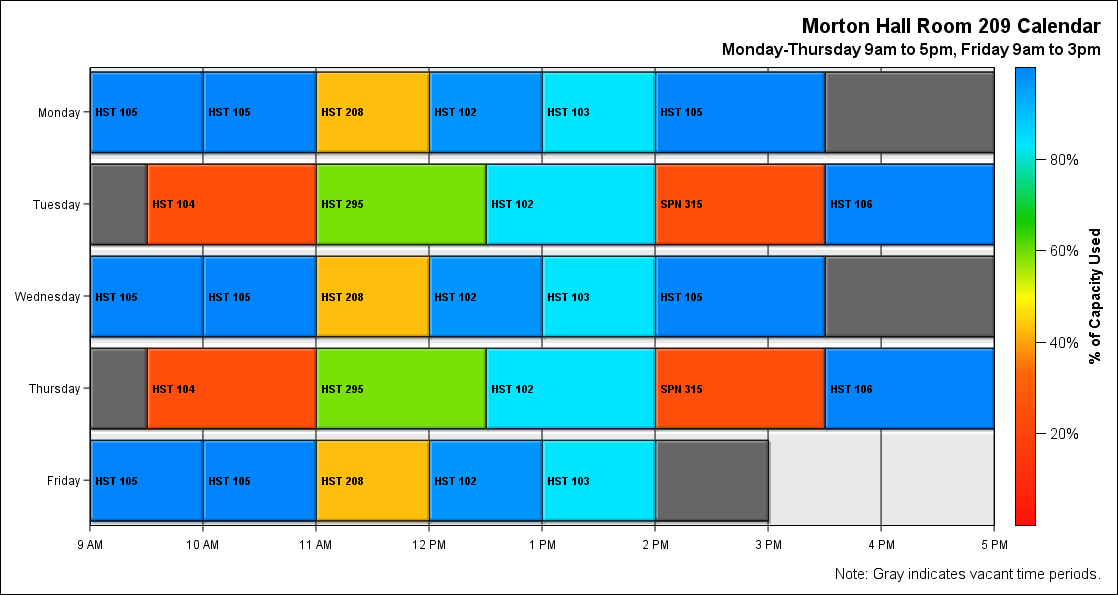 Morton Hall Room 209 Calendar
Monday-Thursday 9am to 5pm, Friday 9am to 3pm
Monday HST 105 HST 105 HST 208 HST 102 HST 103 HST 105
Tuesday HST 104 HST 295 HST 102 SPN 315 HST 106
Wednesday HST 105 HST 105 HST 208 HST 102 HST 103 HST 105
Thursday HST 104 HST 295 HST 102 SPN 315 HST 106
Friday HST 105 HST 105 HST 208 HST 102 HST 103
9 AM 10 AM 11 AM 12 PM 1 PM 2 PM 3 PM 4 PM 5 PM
80%
60%
40%
20%
% of Capacity Used
Note: Gray indicates vacant time periods.